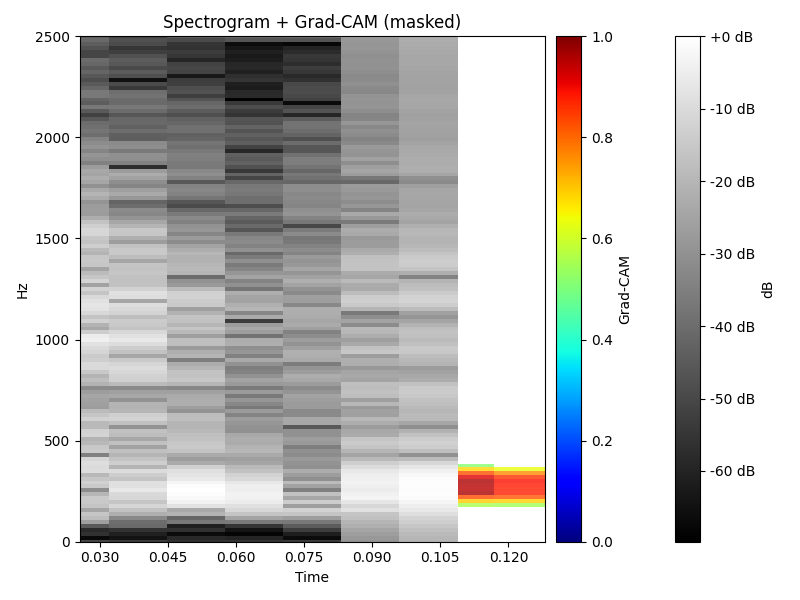 Spectrogram + Grad-CAM (masked)
2500
2000
1500
1000
500
0
Hz
0.030
0.045
0.060
0.075
0.090
0.105
0.120
Time
1.0
0.8
0.6
0.4
0.2
0.0
Grad-CAM
+0 dB
-10 dB
-20 dB
-30 dB
-40 dB
-50 dB
-60 dB
dB